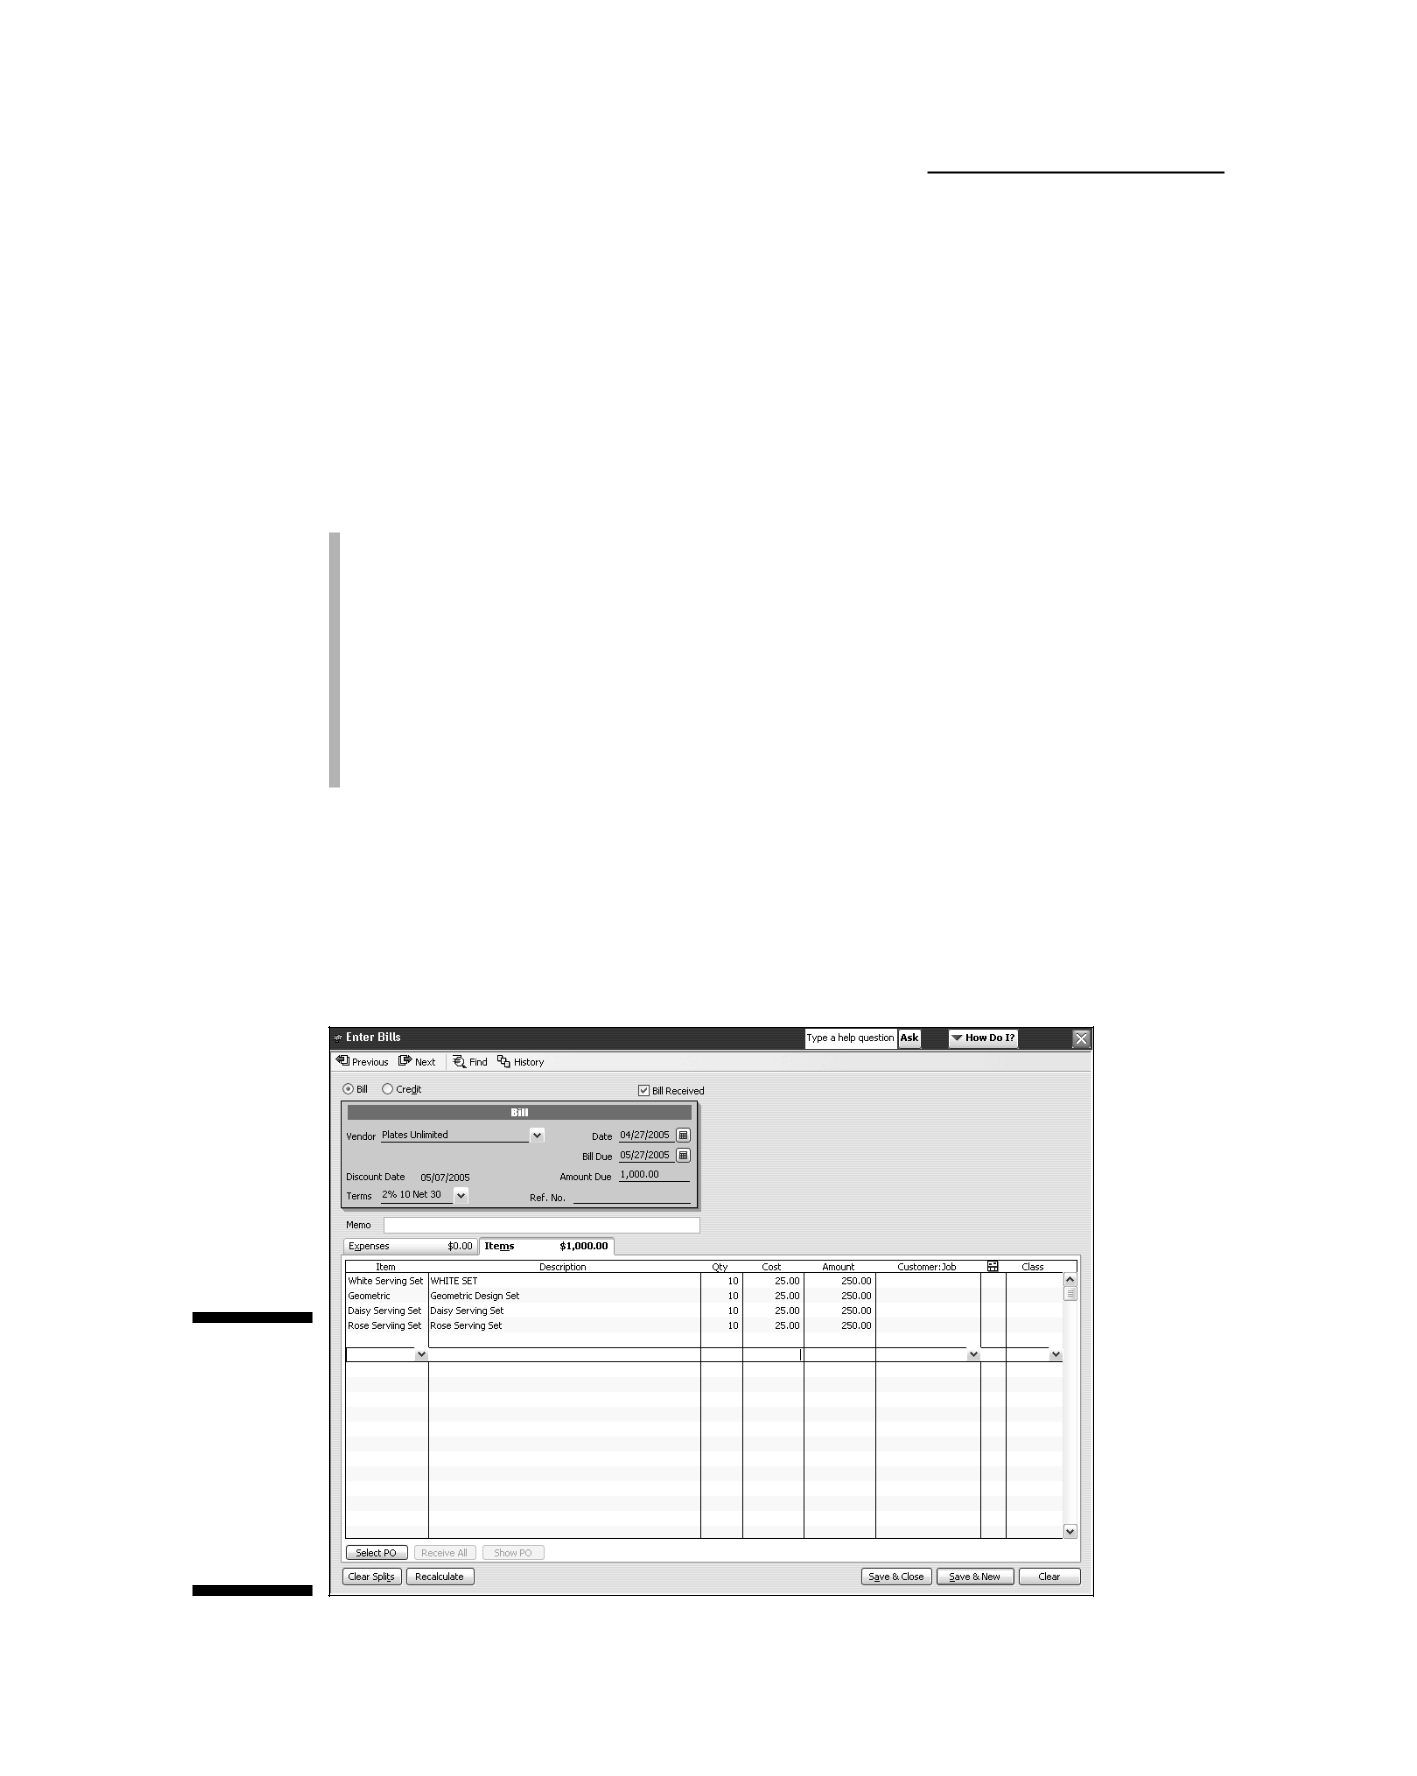 Enter Bills Type a help question Ask How Do I?
Previous Next Find History
Bill Credit Bill Received
Bill
Vendor Plates Unlimited Date 04/27/2005
Bill Due 05/27/2005
Discount Date 05/07/2005 Amount Due 1,000.00
Terms 2% 10 Net 30 Ref. No.
Memo
Expenses $0.00 Items $1,000.00
Item Description Qty Cost Amount Customer:Job Class
White Serving Set WHITE SET 10 25.00 250.00
Geometric Geometric Design Set 10 25.00 250.00
Daisy Serving Set Daisy Serving Set 10 25.00 250.00
Rose Serviing Set Rose Serving Set 10 25.00 250.00
Select PO Receive All Show PO
Clear Splits Recalculate Save & Close Save & New Clear